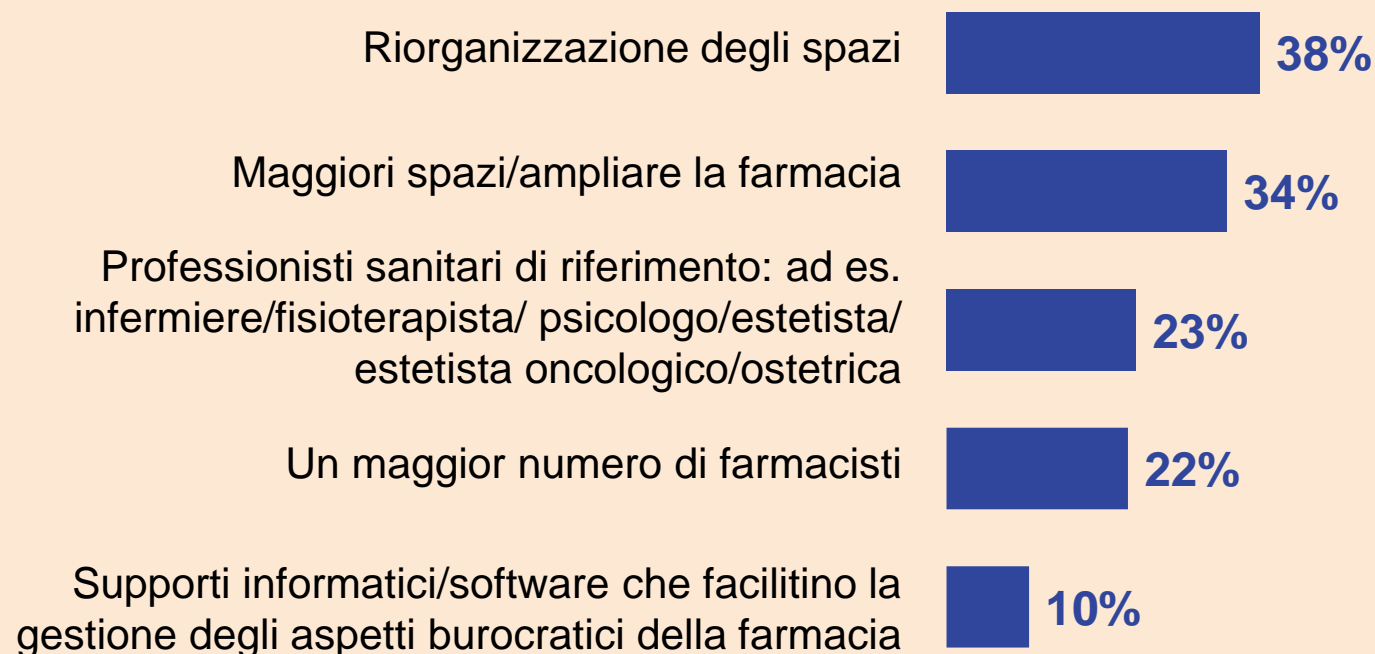 Riorganizzazione degli spazi
38%
Maggiori spazi/ampliare la farmacia
34%
Professionisti sanitari di riferimento: ad es.
infermiere/fisioterapista/ psicologo/estetista/
estetista oncologico/ostetrica
23%
Un maggior numero di farmacisti
22%
Supporti informatici/software che facilitino la
gestione degli aspetti burocratici della farmacia
10%